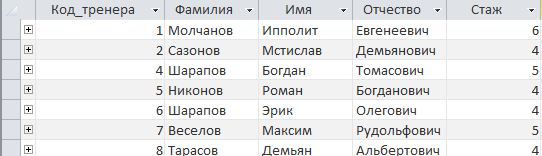 Код_тренера Фамилия Имя Отчество Стаж
1 Молчанов Ипполит Евгенеевич 6
2 Сазонов Мстислав Демьянович 4
4 Шарапов Богдан Томасович 5
5 Никонов Роман Богданович 4
6 Шарапов Эрик Олегович 4
7 Веселов Максим Рудольфович 5
8 Тарасов Демьян Альбертович 4